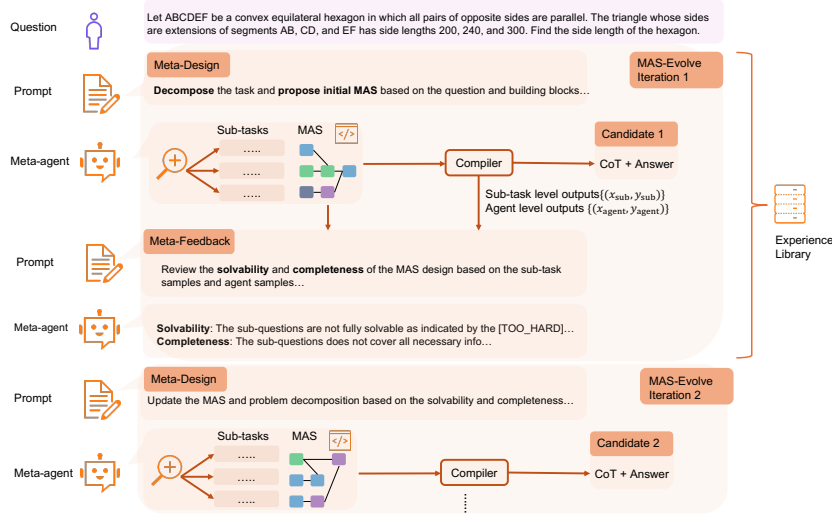 Question
Let ABCDEF be a convex equilateral hexagon in which all pairs of opposite sides are parallel. The triangle whose sides
are extensions of segments AB, CD, and EF has side lengths 200, 240, and 300. Find the side length of the hexagon.
Meta-Design
MAS-Evolve
Iteration 1
Prompt
Decompose the task and propose initial MAS based on the question and building blocks…
Sub-tasks
MAS
</>
Candidate 1
Meta-agent
…..
…..
…..
Compiler
CoT + Answer
Sub-task level outputs{(x_sub, y_sub)}
Agent level outputs {(x_agent, y_agent)}
Experience
Library
Meta-Feedback
Prompt
Review the solvability and completeness of the MAS design based on the sub-task
samples and agent samples…
Meta-agent
Solvability: The sub-questions are not fully solvable as indicated by the [TOO_HARD]…
Completeness: The sub-questions does not cover all necessary info…
Meta-Design
MAS-Evolve
Iteration 2
Prompt
Update the MAS and problem decomposition based on the solvability and completeness…
Sub-tasks
MAS
</>
Candidate 2
Meta-agent
…..
…..
…..
Compiler
CoT + Answer